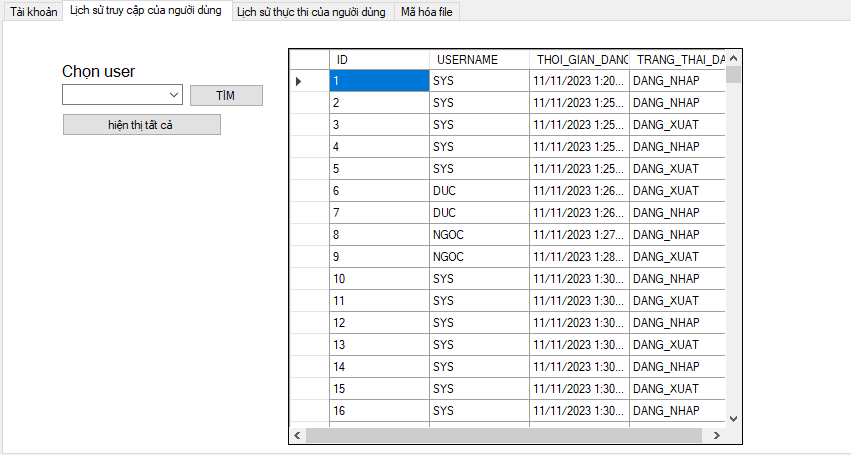 Tài khoản Lịch sử truy cập của người dùng Lịch sử thực thi của người dùng Mã hóa file
Chọn user
TÌM
hiện thị tất cả
ID USERNAME THOI_GIAN_DANG TRANG_THAI_DA
1 SYS 11/11/2023 1:20... DANG_NHAP
2 SYS 11/11/2023 1:25... DANG_NHAP
3 SYS 11/11/2023 1:25... DANG_XUAT
4 SYS 11/11/2023 1:25... DANG_NHAP
5 SYS 11/11/2023 1:25... DANG_XUAT
6 DUC 11/11/2023 1:26... DANG_XUAT
7 DUC 11/11/2023 1:26... DANG_NHAP
8 NGOC 11/11/2023 1:27... DANG_NHAP
9 NGOC 11/11/2023 1:28... DANG_XUAT
10 SYS 11/11/2023 1:30... DANG_NHAP
11 SYS 11/11/2023 1:30... DANG_XUAT
12 SYS 11/11/2023 1:30... DANG_NHAP
13 SYS 11/11/2023 1:30... DANG_XUAT
14 SYS 11/11/2023 1:30... DANG_NHAP
15 SYS 11/11/2023 1:30... DANG_XUAT
16 SYS 11/11/2023 1:30... DANG_NHAP